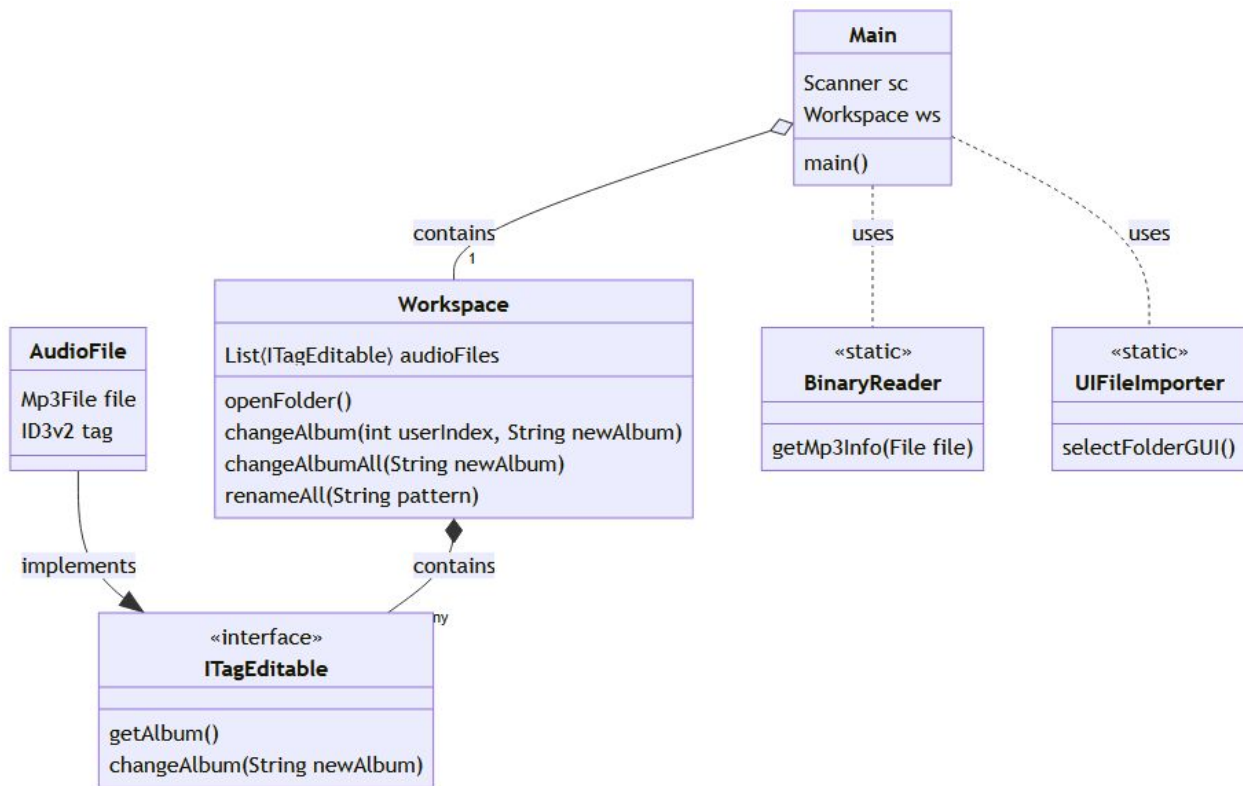 Main
Scanner sc
Workspace ws
main()
contains
1
uses
uses
Workspace
List⟨ITagEditable⟩ audioFiles
openFolder()
changeAlbum(int userIndex, String newAlbum)
changeAlbumAll(String newAlbum)
renameAll(String pattern)
AudioFile
Mp3File file
ID3v2 tag
«static»
BinaryReader
getMp3Info(File file)
«static»
UIFileImporter
selectFolderGUI()
implements
contains
ny
«interface»
ITagEditable
getAlbum()
changeAlbum(String newAlbum)